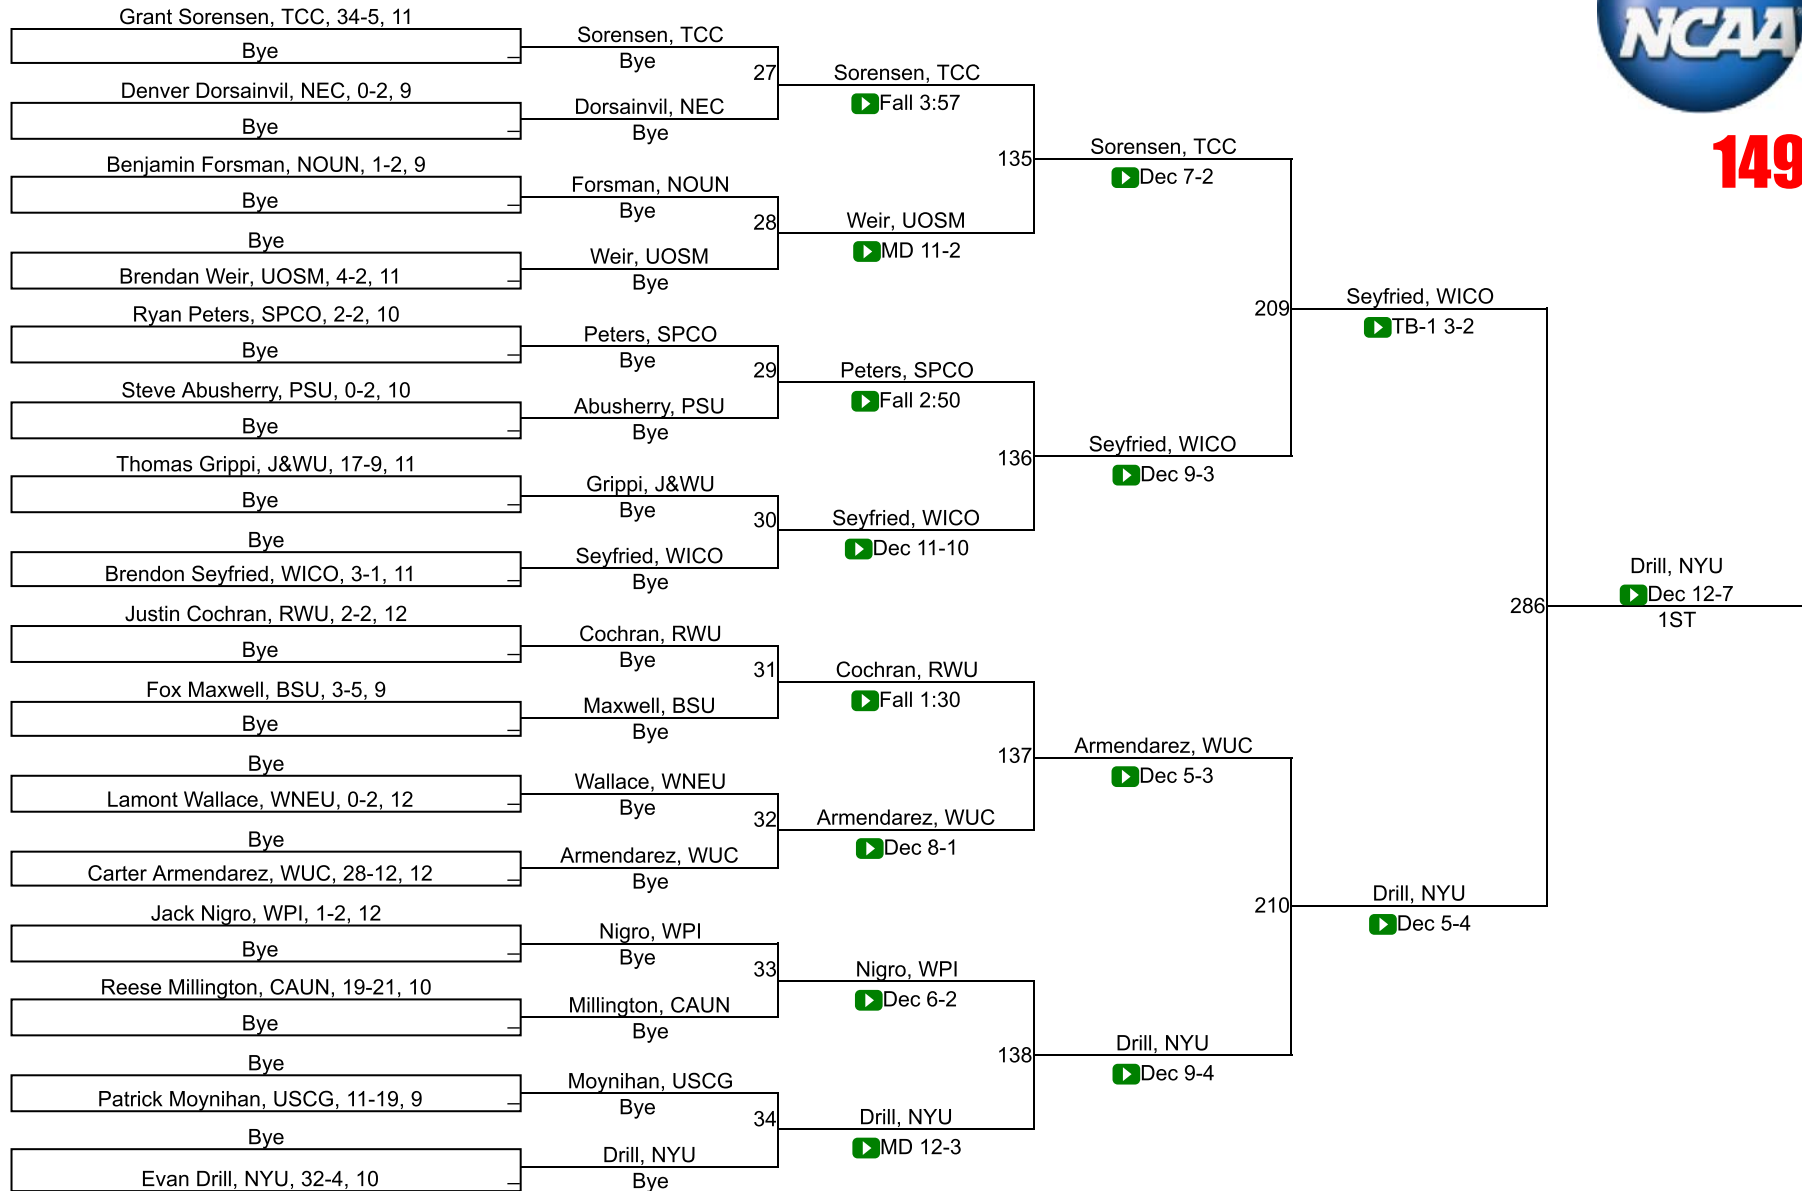 NCAA
149
Grant Sorensen, TCC, 34-5, 11
Bye
Denver Dorsainvil, NEC, 0-2, 9
Bye
Benjamin Forsman, NOUN, 1-2, 9
Bye
Bye
Brendan Weir, UOSM, 4-2, 11
Ryan Peters, SPCO, 2-2, 10
Bye
Steve Abusherry, PSU, 0-2, 10
Bye
Thomas Grippi, J&WU, 17-9, 11
Bye
Bye
Brendon Seyfried, WICO, 3-1, 11
Justin Cochran, RWU, 2-2, 12
Bye
Fox Maxwell, BSU, 3-5, 9
Bye
Bye
Lamont Wallace, WNEU, 0-2, 12
Bye
Carter Armendarez, WUC, 28-12, 12
Jack Nigro, WPI, 1-2, 12
Bye
Reese Millington, CAUN, 19-21, 10
Bye
Bye
Patrick Moynihan, USCG, 11-19, 9
Bye
Evan Drill, NYU, 32-4, 10
Sorensen, TCC
Bye
27
Dorsainvil, NEC
Bye
Forsman, NOUN
Bye
28
Weir, UOSM
Bye
Peters, SPCO
Bye
29
Abusherry, PSU
Bye
Grippi, J&WU
Bye
30
Seyfried, WICO
Bye
Cochran, RWU
Bye
31
Maxwell, BSU
Bye
Wallace, WNEU
Bye
32
Armendarez, WUC
Bye
Nigro, WPI
Bye
33
Millington, CAUN
Bye
Moynihan, USCG
Bye
34
Drill, NYU
Bye
Sorensen, TCC
Fall 3:57
135
Weir, UOSM
MD 11-2
Peters, SPCO
Fall 2:50
136
Seyfried, WICO
Dec 11-10
Cochran, RWU
Fall 1:30
137
Armendarez, WUC
Dec 8-1
Nigro, WPI
Dec 6-2
138
Drill, NYU
MD 12-3
Sorensen, TCC
Dec 7-2
209
Seyfried, WICO
Dec 9-3
Armendarez, WUC
Dec 5-3
210
Drill, NYU
Dec 9-4
Seyfried, WICO
TB-1 3-2
286
Drill, NYU
Dec 5-4
Drill, NYU
Dec 12-7
1ST